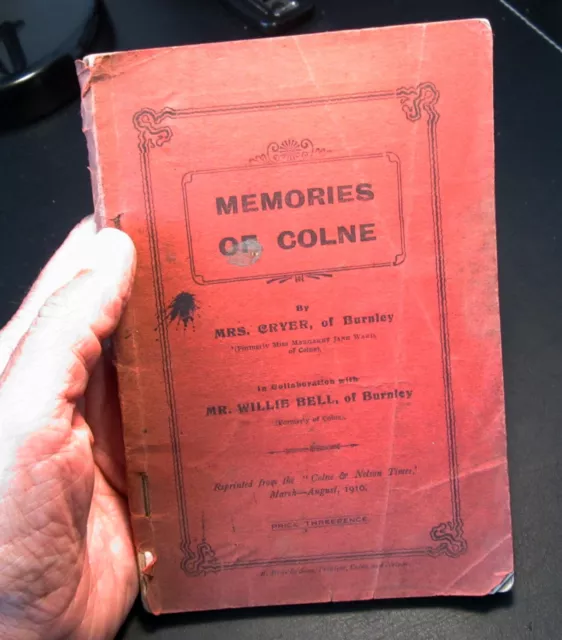 MEMORIES
OF COLNE
By
MRS. CRYER, of Burnley
(Formerly Miss MARGARET JANE
of Colne)
In Collaboration with
MR. WILLIE BELL, of Burnley
(Formerly of Colne)
Reprinted from the "Colne & Nelson Times,"
March—August, 1910.
PRICE THREEPENCE